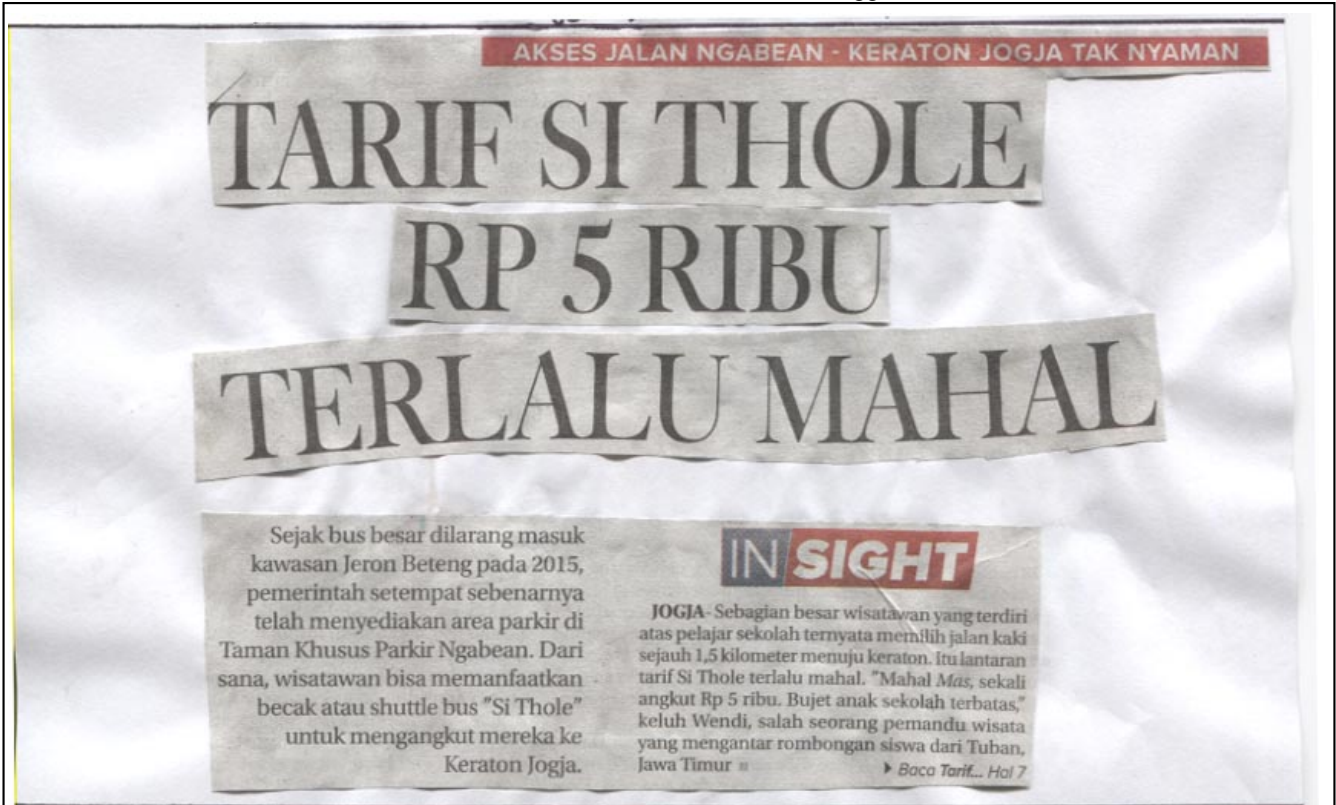 AKSES JALAN NGABEAN - KERATON JOGJA TAK NYAMAN
TARIF SI THOLE
RP 5 RIBU
TERLALU MAHAL
Sejak bus besar dilarang masuk
kawasan Jeron Beteng pada 2015,
pemerintah setempat sebenarnya
telah menyediakan area parkir di
Taman Khusus Parkir Ngabean. Dari
sana, wisatawan bisa memanfaatkan
becak atau shuttle bus "Si Thole"
untuk mengangkut mereka ke
Keraton Jogja.
INSIGHT
JOGJA- Sebagian besar wisatawan yang terdiri
atas pelajar sekolah ternyata memilih jalan kaki
sejauh 1,5 kilometer menuju keraton. Itu lantaran
tarif Si Thole terlalu mahal. "Mahal Mas, sekali
angkut Rp 5 ribu. Bujet anak sekolah terbatas,"
keluh Wendi, salah seorang pemandu wisata
yang mengantar rombongan siswa dari Tuban,
Jawa Timur
Baca Tarif... Hal 7